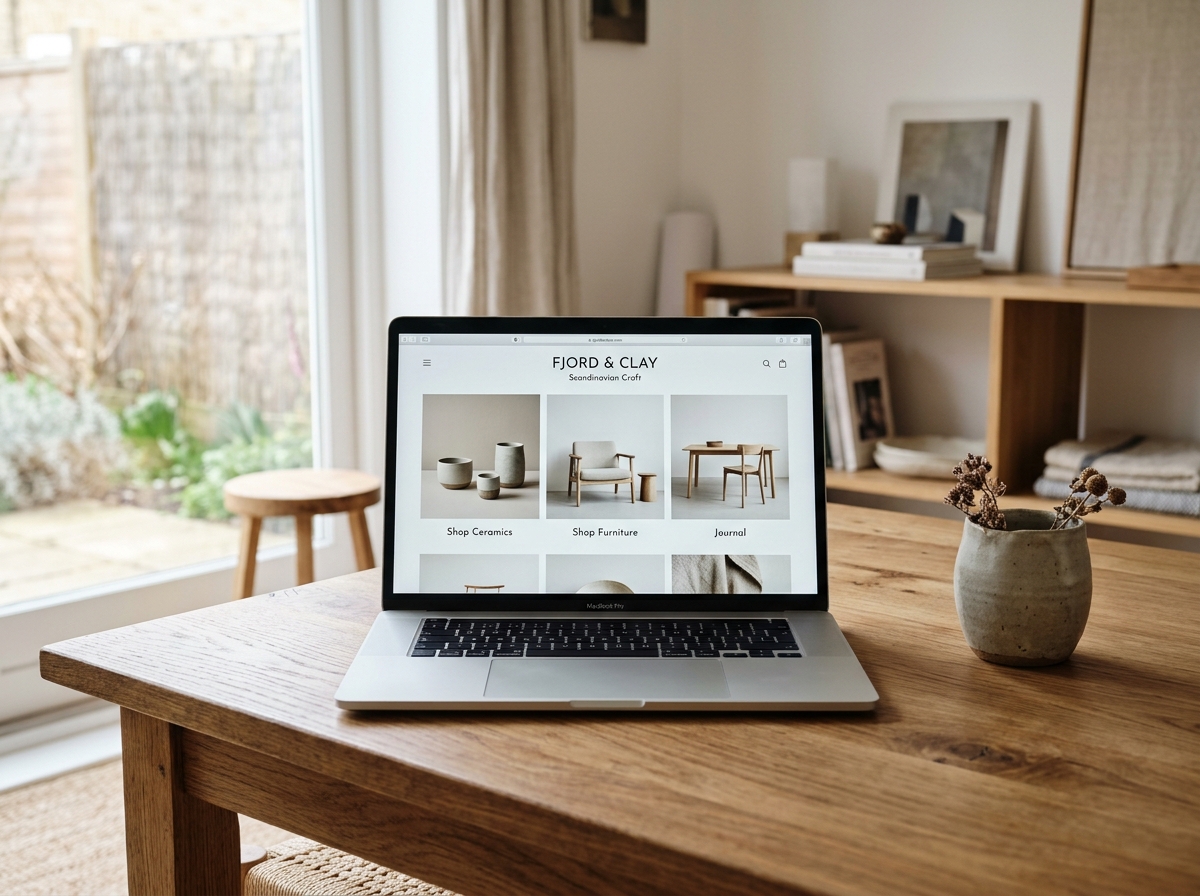 FJORD & CLAY
Scandinavian Craft
Shop Ceramics
Shop Furniture
Journal